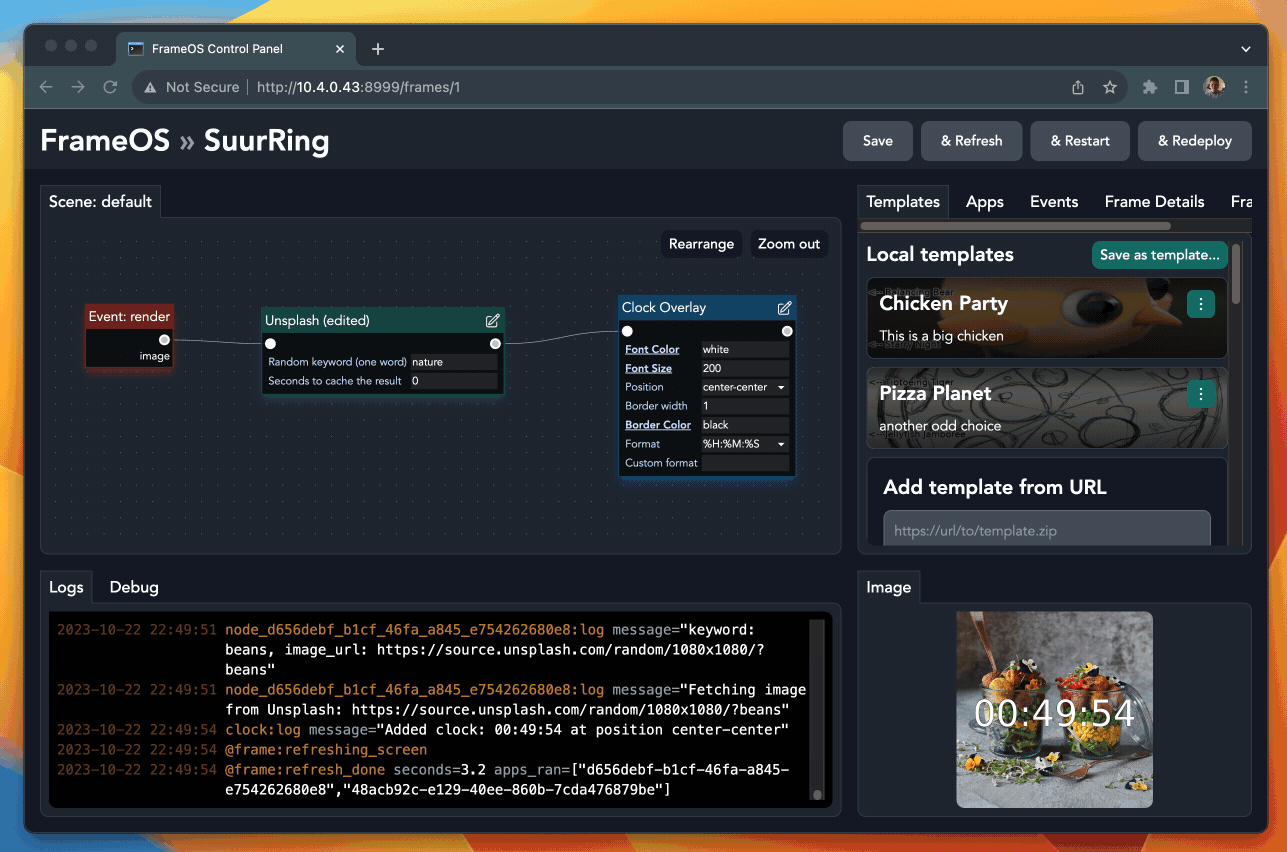 FrameOS Control Panel
Not Secure
http://10.4.0.43:8999/frames/1
FrameOS » SuurRing
Save
& Refresh
& Restart
& Redeploy
Scene: default
Rearrange
Zoom out
Event: render
image
Unsplash (edited)
Random keyword (one word) nature
Seconds to cache the result 0
Clock Overlay
Font Color white
Font Size 200
Position center-center
Border width 1
Border Color black
Format %H:%M:%S
Custom format
Templates
Apps
Events
Frame Details
Fra
Local templates
Save as template...
<--Balancing Bear
Chicken Party
This is a big chicken
<--Starry Night
<--Tiptoeing Tiger
Pizza Planet
another odd choice
<--Jellyfish Jamboree
Add template from URL
https://url/to/template.zip
Logs
Debug
2023-10-22 22:49:51 node_d656debf_b1cf_46fa_a845_e754262680e8:log message="keyword:
beans, image_url: https://source.unsplash.com/random/1080x1080/?
beans"
2023-10-22 22:49:51 node_d656debf_b1cf_46fa_a845_e754262680e8:log message="Fetching image
from Unsplash: https://source.unsplash.com/random/1080x1080/?beans"
2023-10-22 22:49:54 clock:log message="Added clock: 00:49:54 at position center-center"
2023-10-22 22:49:54 @frame:refreshing_screen
2023-10-22 22:49:54 @frame:refresh_done seconds=3.2 apps_ran=["d656debf-b1cf-46fa-a845-
e754262680e8","48acb92c-e129-40ee-860b-7cda476879be"]
Image
00:49:54